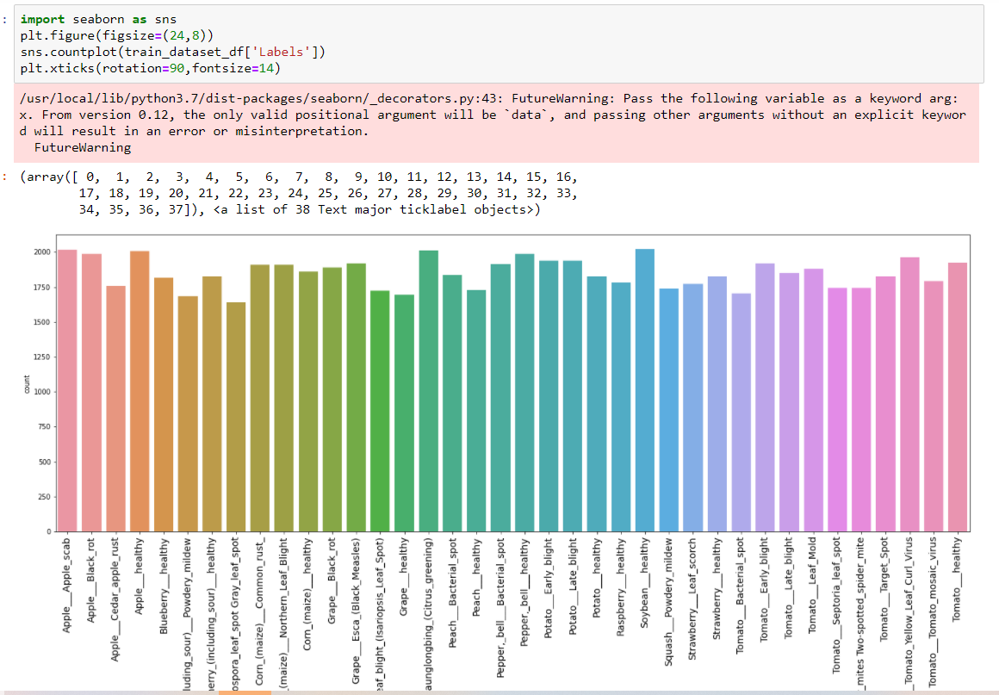 : import seaborn as sns
plt.figure(figsize=(24,8))
sns.countplot(train_dataset_df['Labels'])
plt.xticks(rotation=90,fontsize=14)
/usr/local/lib/python3.7/dist-packages/seaborn/_decorators.py:43: FutureWarning: Pass the following variable as a keyword arg:
x. From version 0.12, the only valid positional argument will be `data`, and passing other arguments without an explicit keywor
d will result in an error or misinterpretation.
FutureWarning
: (array([ 0, 1, 2, 3, 4, 5, 6, 7, 8, 9, 10, 11, 12, 13, 14, 15, 16,
17, 18, 19, 20, 21, 22, 23, 24, 25, 26, 27, 28, 29, 30, 31, 32, 33,
34, 35, 36, 37]), <a list of 38 Text major ticklabel objects>)
2000
1750
1500
1250
1000
750
500
250
0
count
Apple___Apple_scab
Apple___Black_rot
Apple___Cedar_apple_rust
Apple___healthy
Blueberry___healthy
luding_sour)___Powdery_mildew
erry_(including_sour)___healthy
ospora_leaf_spot Gray_leaf_spot
Corn_(maize)___Common_rust_
_(maize)___Northern_Leaf_Blight
Corn_(maize)___healthy
Grape___Black_rot
Grape___Esca_(Black_Measles)
eaf_blight_(Isariopsis_Leaf_Spot)
Grape___healthy
aunglongbing_(Citrus_greening)
Peach___Bacterial_spot
Peach___healthy
Pepper,_bell___Bacterial_spot
Pepper,_bell___healthy
Potato___Early_blight
Potato___Late_blight
Potato___healthy
Raspberry___healthy
Soybean___healthy
Squash___Powdery_mildew
Strawberry___Leaf_scorch
Strawberry___healthy
Tomato___Bacterial_spot
Tomato___Early_blight
Tomato___Late_blight
Tomato___Leaf_Mold
Tomato___Septoria_leaf_spot
_mites Two-spotted_spider_mite
Tomato___Target_Spot
_Tomato_Yellow_Leaf_Curl_Virus
Tomato___Tomato_mosaic_virus
Tomato___healthy